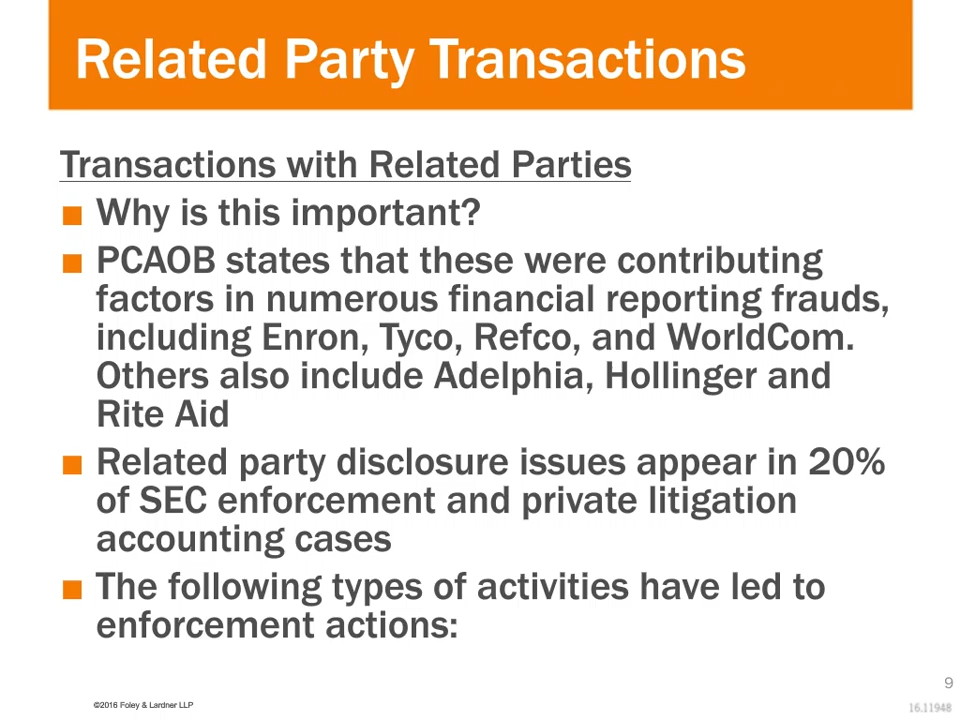 Related Party Transactions
Transactions with Related Parties
■ Why is this important?
■ PCAOB states that these were contributing
factors in numerous financial reporting frauds,
including Enron, Tyco, Refco, and WorldCom.
Others also include Adelphia, Hollinger and
Rite Aid
■ Related party disclosure issues appear in 20%
of SEC enforcement and private litigation
accounting cases
■ The following types of activities have led to
enforcement actions:
9
©2016 Foley & Lardner LLP
16.11948